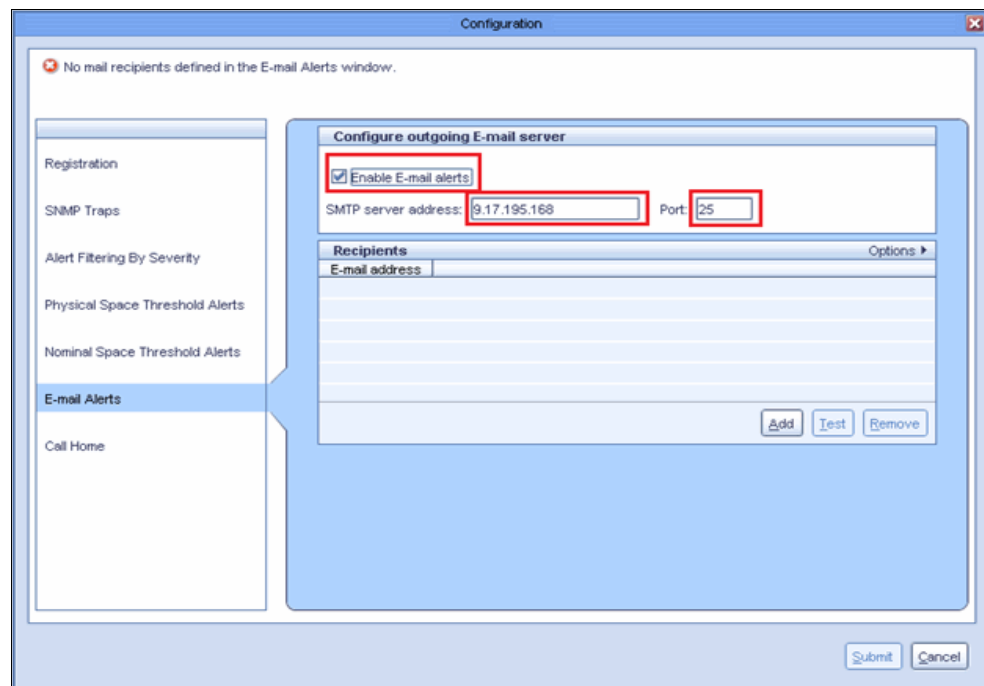 Configuration
No mail recipients defined in the E-mail Alerts window.
Registration
SNMP Traps
Alert Filtering By Severity
Physical Space Threshold Alerts
Nominal Space Threshold Alerts
E-mail Alerts
Call Home
Configure outgoing E-mail server
Enable E-mail alerts
SMTP server address: 9.17.195.168 Port: 25
Recipients Options
E-mail address
Add Test Remove
Submit Cancel